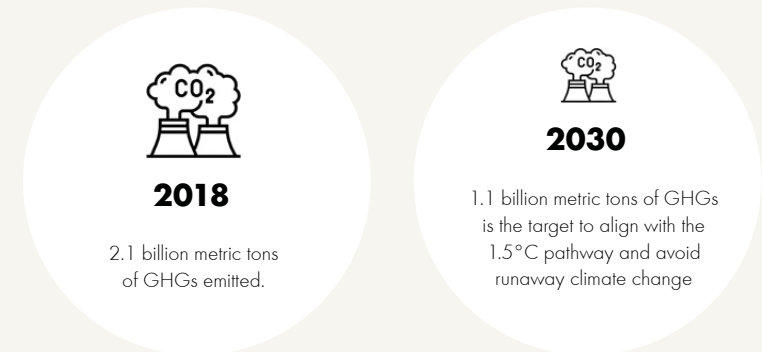 CO2
2018
2.1 billion metric tons
of GHGs emitted.
CO2
2030
1.1 billion metric tons of GHGs
is the target to align with the
1.5°C pathway and avoid
runaway climate change